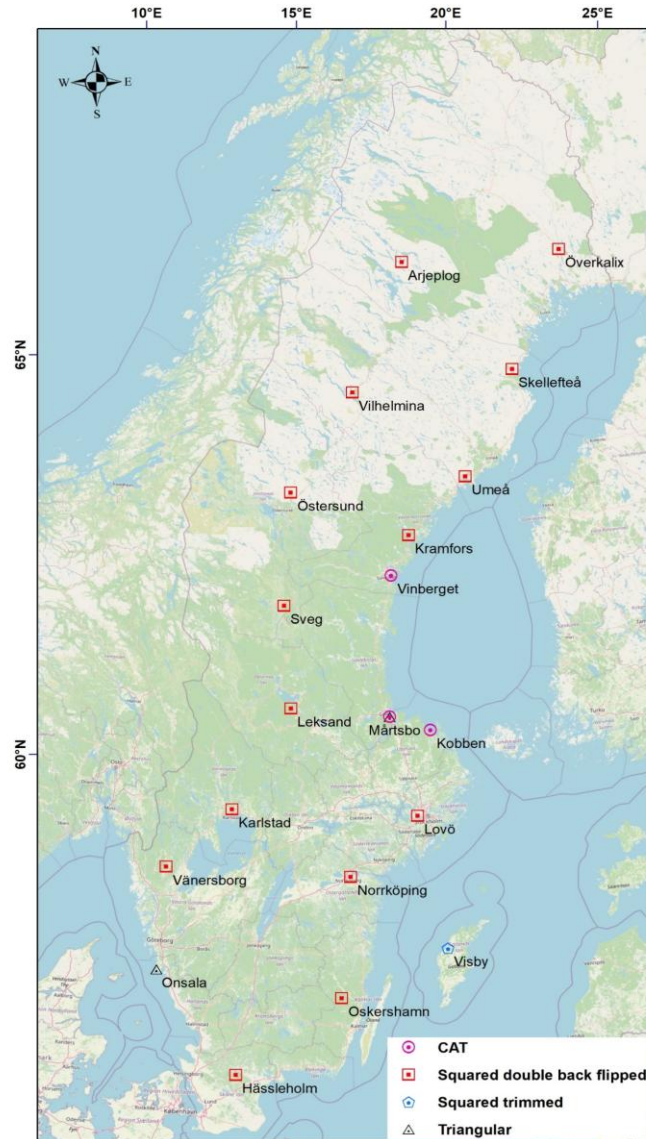 10°E 15°E 20°E 25°E
N
W E
S
Överkalix
Arjeplog
65°N
Skellefteå
Vilhelmina
Umeå
Östersund
Kramfors
Vinberget
Sveg
Leksand
Mårtsbo
Kobben
60°N
Karlstad
Lovö
Vänersborg
Norrköping
Göteborg
Visby
Onsala
Oskershamn
Hässleholm
CAT
Squared double back flipped
Squared trimmed
Triangular